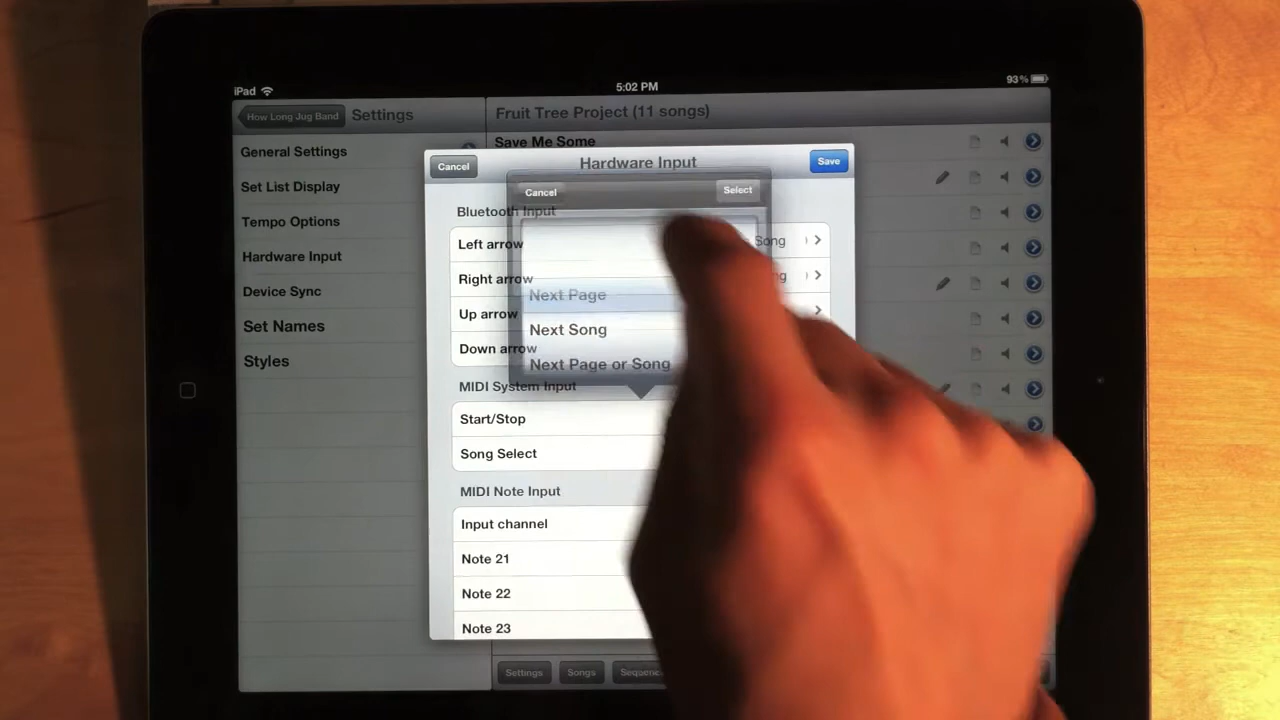 iPad 5:02 PM 93%
How Long Jug Band Settings Fruit Tree Project (11 songs)
General Settings
Set List Display
Tempo Options
Hardware Input
Device Sync
Set Names
Styles
Save Me Some
Cancel Hardware Input Save
Cancel Select
Bluetooth Input
Left arrow Song
Right arrow
Next Page
Up arrow
Next Song
Down arrow
Next Page or Song
MIDI System Input
Start/Stop
Song Select
MIDI Note Input
Input channel
Note 21
Note 22
Note 23
Settings Songs